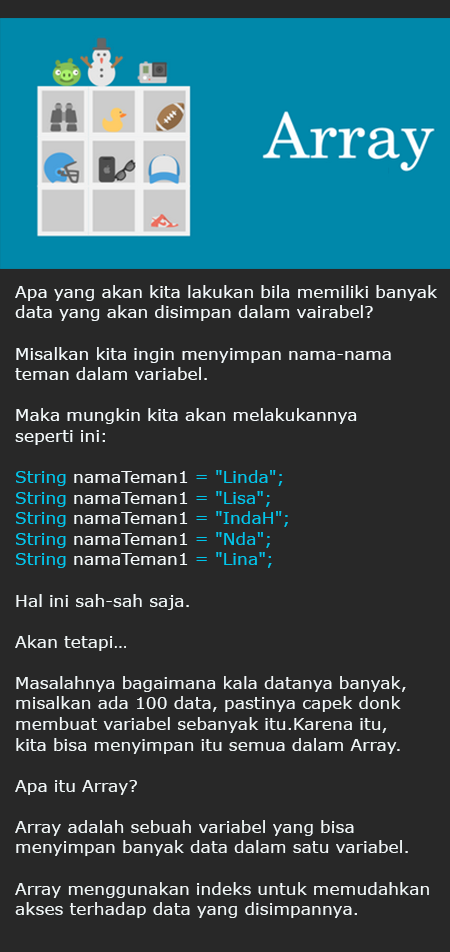 Array
Apa yang akan kita lakukan bila memiliki banyak
data yang akan disimpan dalam vairabel?
Misalkan kita ingin menyimpan nama-nama
teman dalam variabel.
Maka mungkin kita akan melakukannya
seperti ini:
String namaTeman1 = "Linda";
String namaTeman1 = "Lisa";
String namaTeman1 = "IndaH";
String namaTeman1 = "Nda";
String namaTeman1 = "Lina";
Hal ini sah-sah saja.
Akan tetapi…
Masalahnya bagaimana kala datanya banyak,
misalkan ada 100 data, pastinya capek donk
membuat variabel sebanyak itu.Karena itu,
kita bisa menyimpan itu semua dalam Array.
Apa itu Array?
Array adalah sebuah variabel yang bisa
menyimpan banyak data dalam satu variabel.
Array menggunakan indeks untuk memudahkan
akses terhadap data yang disimpannya.